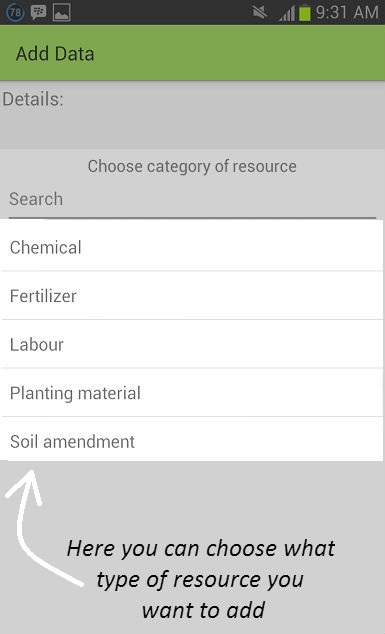 78 9:31 AM
Add Data
Details:
Choose category of resource
Search
Chemical
Fertilizer
Labour
Planting material
Soil amendment
Here you can choose what
type of resource you
want to add